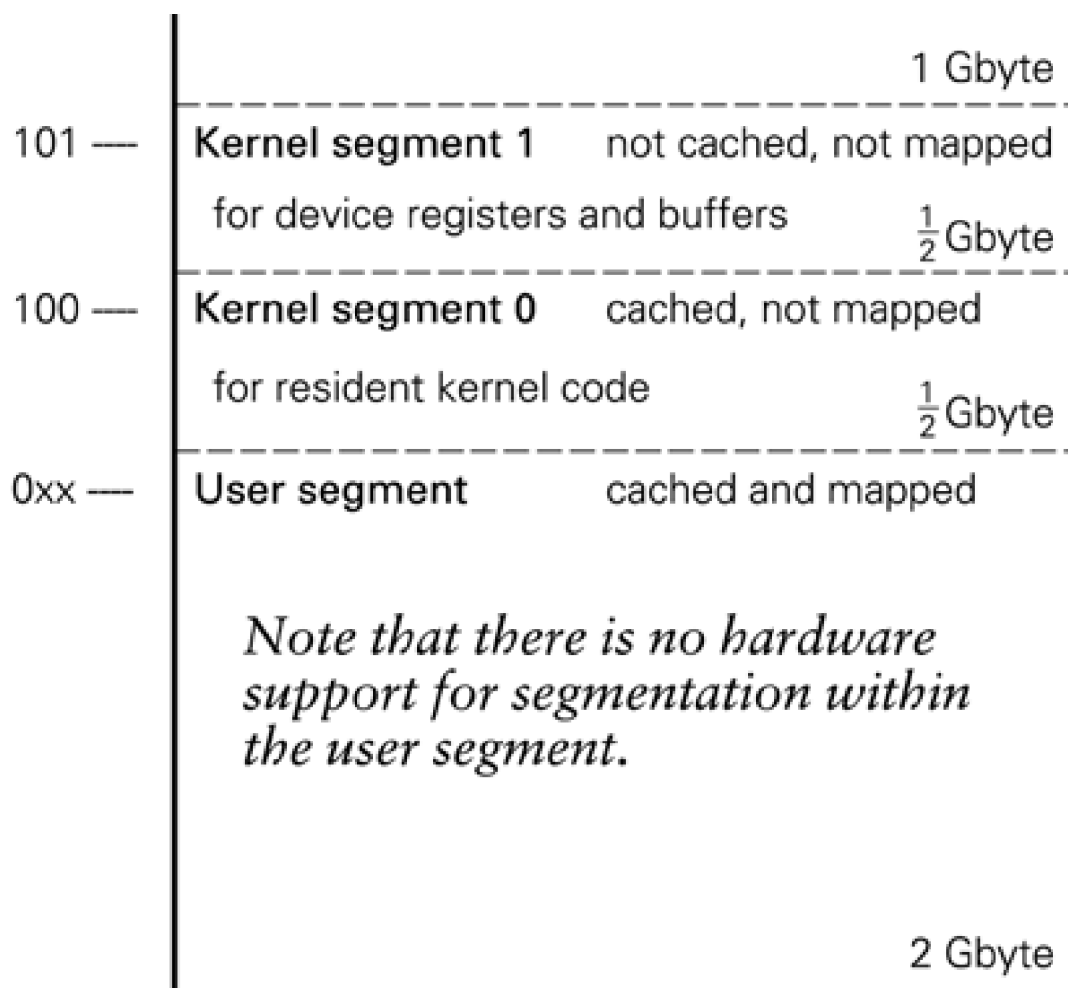 1 Gbyte
101 — Kernel segment 1 not cached, not mapped
for device registers and buffers
½ Gbyte
100 — Kernel segment 0 cached, not mapped
for resident kernel code
½ Gbyte
0xx — User segment cached and mapped
Note that there is no hardware
support for segmentation within
the user segment.
2 Gbyte